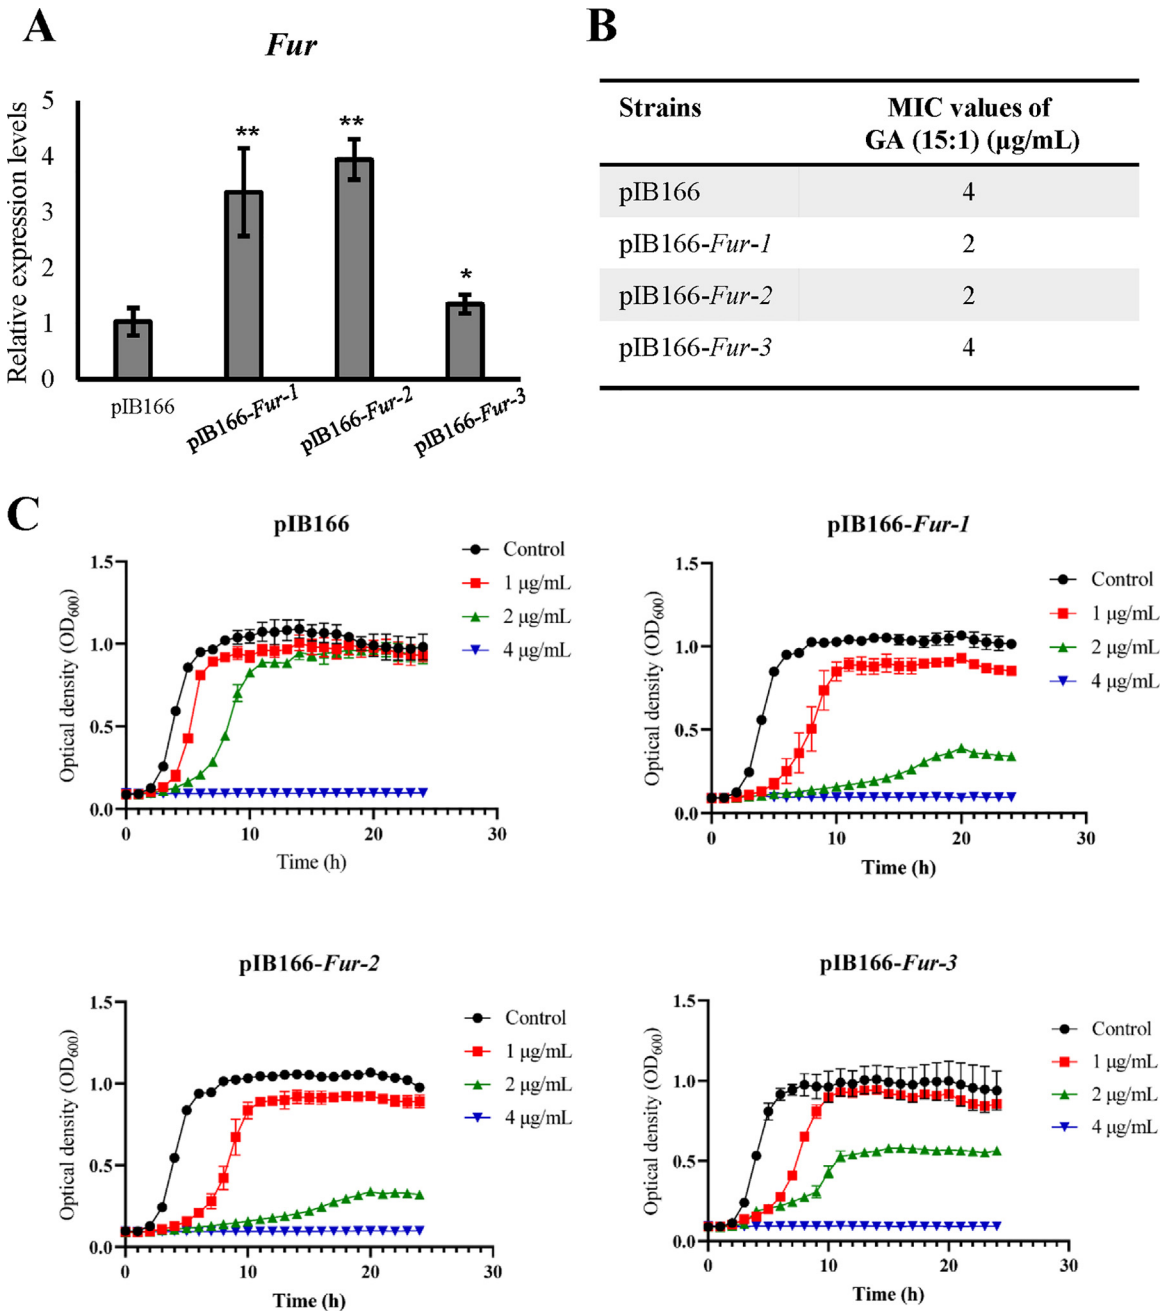 A
Fur
Relative expression levels
5
4
3
2
1
0
**
**
*
pIB166
pIB166-Fur-1
pIB166-Fur-2
pIB166-Fur-3
B
Strains MIC values of
GA (15:1) (µg/mL)
pIB166 4
pIB166-Fur-1 2
pIB166-Fur-2 2
pIB166-Fur-3 4
C
pIB166
Optical density (OD600)
1.5
1.0
0.5
0.0
0 10 20 30
Time (h)
Control
1 µg/mL
2 µg/mL
4 µg/mL
pIB166-Fur-1
Optical density (OD600)
1.5
1.0
0.5
0.0
0 10 20 30
Time (h)
Control
1 µg/mL
2 µg/mL
4 µg/mL
pIB166-Fur-2
Optical density (OD600)
1.5
1.0
0.5
0.0
0 10 20 30
Time (h)
Control
1 µg/mL
2 µg/mL
4 µg/mL
pIB166-Fur-3
Optical density (OD600)
1.5
1.0
0.5
0.0
0 10 20 30
Time (h)
Control
1 µg/mL
2 µg/mL
4 µg/mL